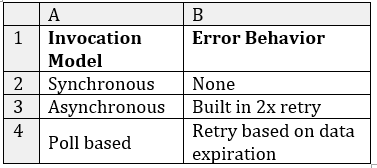 A B
1 Invocation Error Behavior
Model
2 Synchronous None
3 Asynchronous Built in 2x retry
4 Poll based Retry based on data
expiration